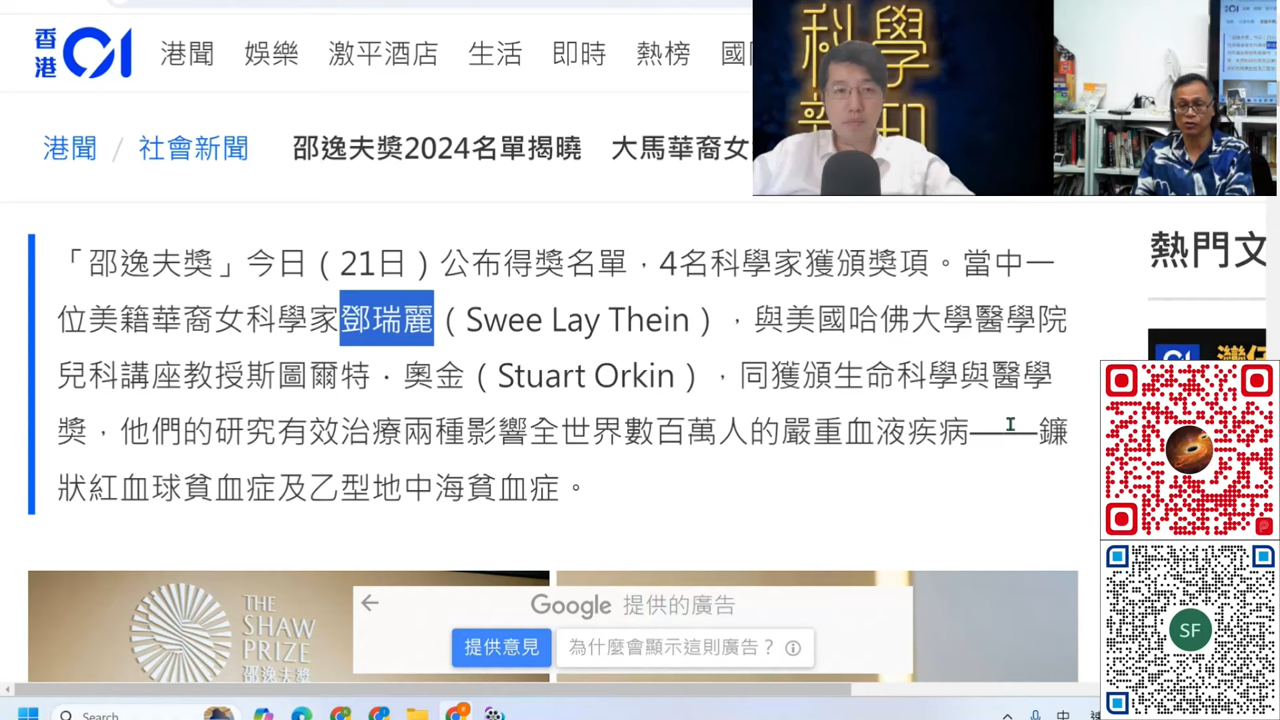 香港01
港聞 娛樂 激平酒店 生活 即時 熱榜
港聞 / 社會新聞 邵逸夫獎2024名單揭曉 大馬華裔女
科學
「邵逸夫獎」今日（21日）公布得獎名單，4名科學家獲頒獎項。當中一
位美籍華裔女科學家鄧瑞麗（Swee Lay Thein），與美國哈佛大學醫學院
兒科講座教授斯圖爾特．奧金（Stuart Orkin），同獲頒生命科學與醫學
獎，他們的研究有效治療兩種影響全世界數百萬人的嚴重血液疾病——鐮
狀紅血球貧血症及乙型地中海貧血症。
熱門文
THE
SHAW
PRIZE
邵逸夫獎
Google 提供的廣告
提供意見 為什麼會顯示這則廣告？
SF
Search
中